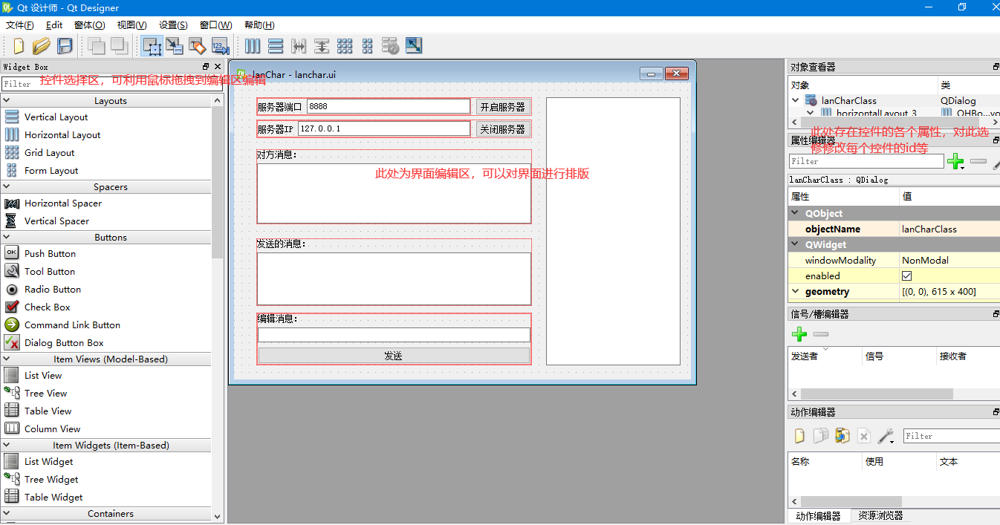 Qt 设计师 - Qt Designer
文件(F) Edit 窗体(O) 视图(V) 设置(S) 窗口(W) 帮助(H)
123
Widget Box
Filter
控件选择区，可利用鼠标拖拽到编辑区编辑
Layouts
Vertical Layout
Horizontal Layout
Grid Layout
Form Layout
Spacers
Horizontal Spacer
Vertical Spacer
Buttons
OK Push Button
Tool Button
Radio Button
Check Box
Command Link Button
Dialog Button Box
Item Views (Model-Based)
List View
Tree View
Table View
Column View
Item Widgets (Item-Based)
List Widget
Tree Widget
Table Widget
Containers
lanChar - lanchar.ui
服务器端口 8888 开启服务器
服务器IP 127.0.0.1 关闭服务器
对方消息：
此处为界面编辑区，可以对界面进行排版
发送的消息：
编辑消息：
发送
对象查看器
对象 类
lanCharClass QDialog
horizontalLayout_3 QHBo...yo
此处存在控件的各个属性，对此选
修修改每个控件的id等
属性编辑器
Filter
lanCharClass : QDialog
属性 值
QObject
objectName lanCharClass
QWidget
windowModality NonModal
enabled
geometry [(0, 0), 615 x 400]
信号/槽编辑器
发送者 信号 接收者
动作编辑器
Filter
名称 使用 文本
动作编辑器 资源浏览器